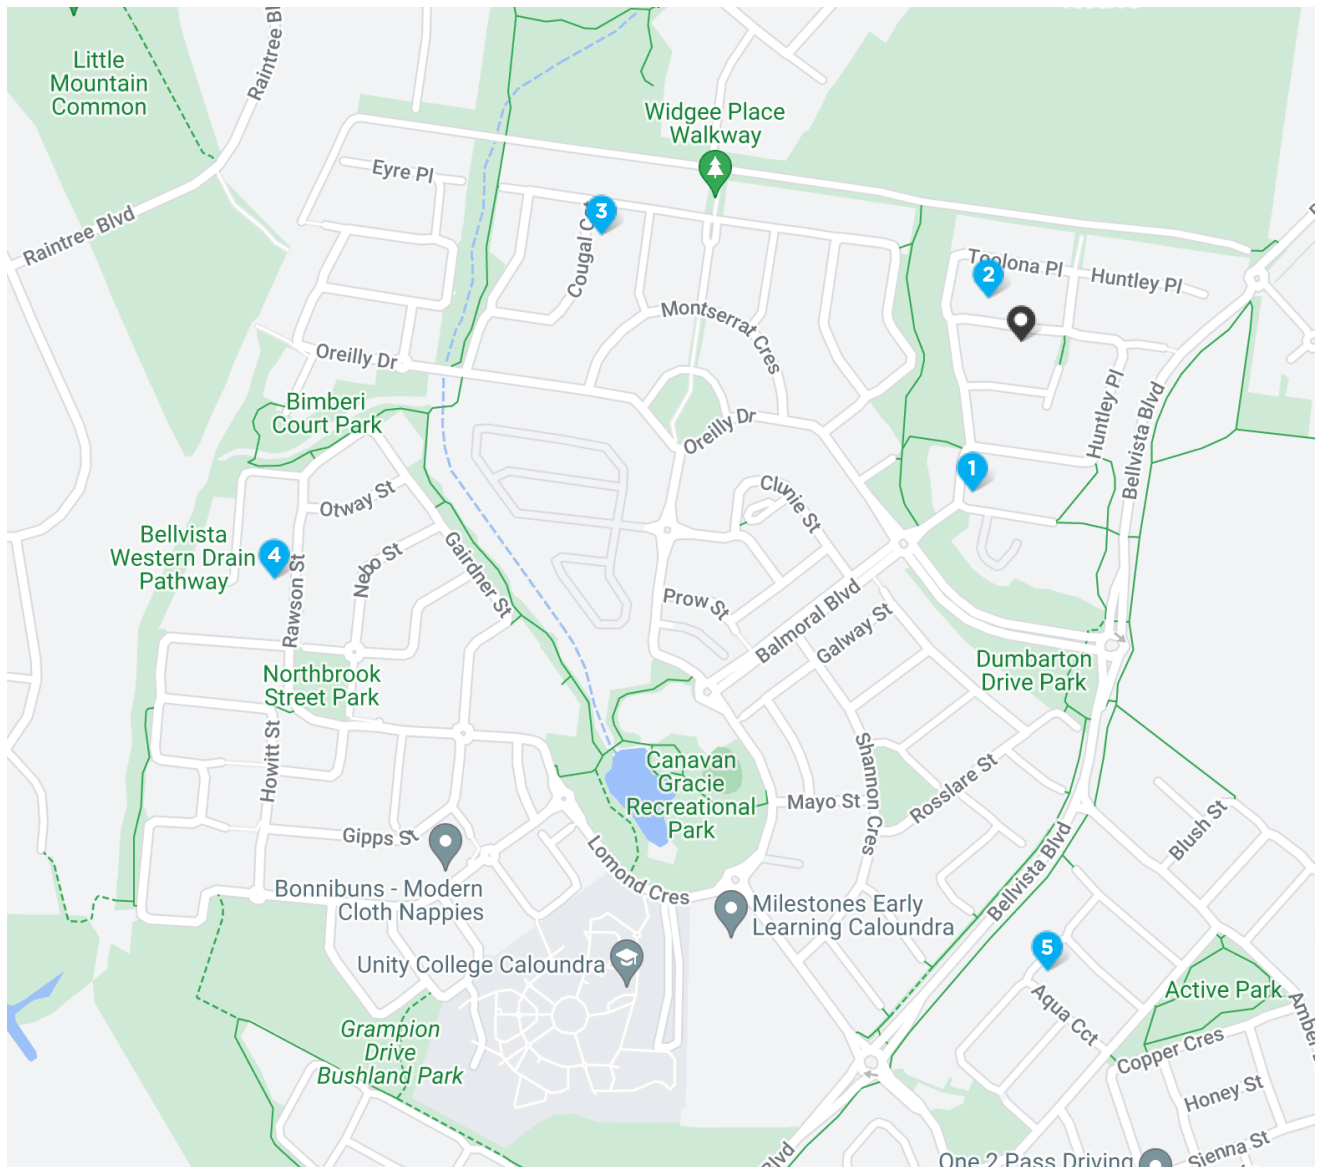 Little
Mountain
Common
Raintree Bl
Widgee Place
Walkway
Eyre Pl
Raintree Blvd
3
Cougal C
2
Toolona Pl
Huntley Pl
Montserrat Cres
Oreilly Dr
Bimberi
Court Park
Oreilly Dr
Huntley Pl
Bellvista Blvd
1
Clunie St
Otway St
Bellvista
Western Drain
Pathway
4
Rawson St
Nebo St
Gairdner St
Prow St
Balmoral Blvd
Galway St
Dumbarton
Drive Park
Northbrook
Street Park
Howitt St
Shannon Cres
Canavan
Gracie
Recreational
Park
Mayo St
Rosslare St
Blush St
Gipps St
Lomond Cres
Bellvista Blvd
Bonnibuns - Modern
Cloth Nappies
Milestones Early
Learning Caloundra
Unity College Caloundra
5
Aqua Cct
Active Park
Amber
Grampion
Drive
Bushland Park
Copper Cres
Honey St
Sienna St
lvd
One 2 Pass Driving